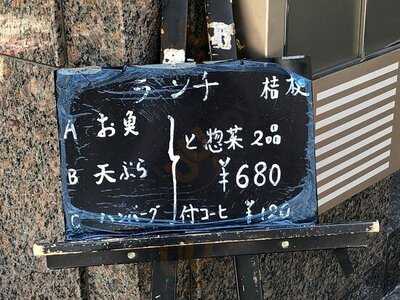 ランチ 桔梗
A お魚
B 天ぷら
C ハンバーグ
と惣菜2品
¥680
付コーヒ ¥120